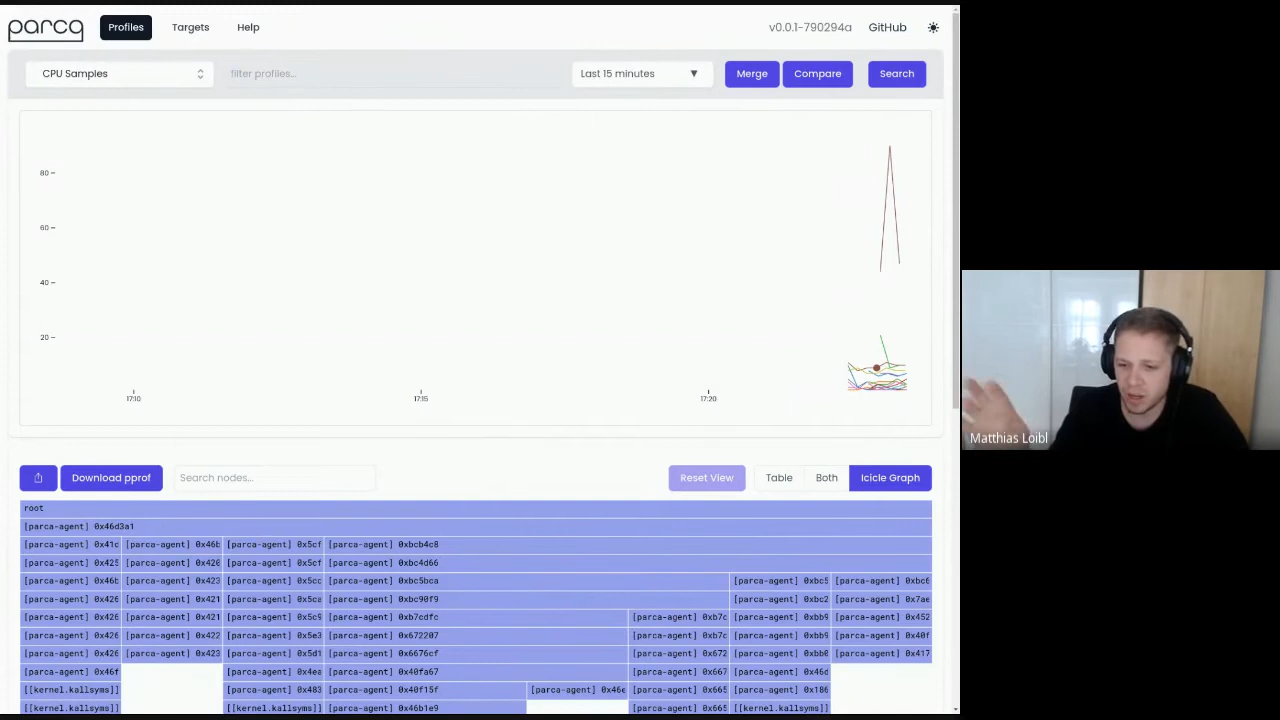 parca Profiles Targets Help v0.0.1-790294a GitHub
CPU Samples filter profiles... Last 15 minutes ▼ Merge Compare Search
80
60
40
20
17:10 17:15 17:20
Matthias Loibl
Download pprof Search nodes... Reset View Table Both Icicle Graph
root
[parca-agent] 0x46d3a1
[parca-agent] 0x41c [parca-agent] 0x46b [parca-agent] 0x5cf [parca-agent] 0xbcb4c8
[parca-agent] 0x425 [parca-agent] 0x420 [parca-agent] 0x5cf [parca-agent] 0xbc4d66
[parca-agent] 0x46b [parca-agent] 0x423 [parca-agent] 0x5cc [parca-agent] 0xbc5bca [parca-agent] 0xbc5 [parca-agent] 0xbc6
[parca-agent] 0x426 [parca-agent] 0x421 [parca-agent] 0x5ca [parca-agent] 0xbc90f9 [parca-agent] 0xbc2 [parca-agent] 0x7ae
[parca-agent] 0x426 [parca-agent] 0x421 [parca-agent] 0x5c9 [parca-agent] 0xb7cdfc [parca-agent] 0xb7c [parca-agent] 0xbb9 [parca-agent] 0x452
[parca-agent] 0x426 [parca-agent] 0x422 [parca-agent] 0x5e3 [parca-agent] 0x672207 [parca-agent] 0xb7c [parca-agent] 0xbb9 [parca-agent] 0x40f
[parca-agent] 0x426 [parca-agent] 0x423 [parca-agent] 0x5d1 [parca-agent] 0x6676cf [parca-agent] 0x672 [parca-agent] 0xbb0 [parca-agent] 0x417
[parca-agent] 0x46f [parca-agent] 0x4ea [parca-agent] 0x40fa67 [parca-agent] 0x667 [parca-agent] 0x46d
[[kernel.kallsyms]] [parca-agent] 0x483 [parca-agent] 0x40f15f [parca-agent] 0x46e [parca-agent] 0x665 [parca-agent] 0x186
[[kernel.kallsyms]] [[kernel.kallsyms]] [parca-agent] 0x46b1e9 [parca-agent] 0x665 [[kernel.kallsyms]]